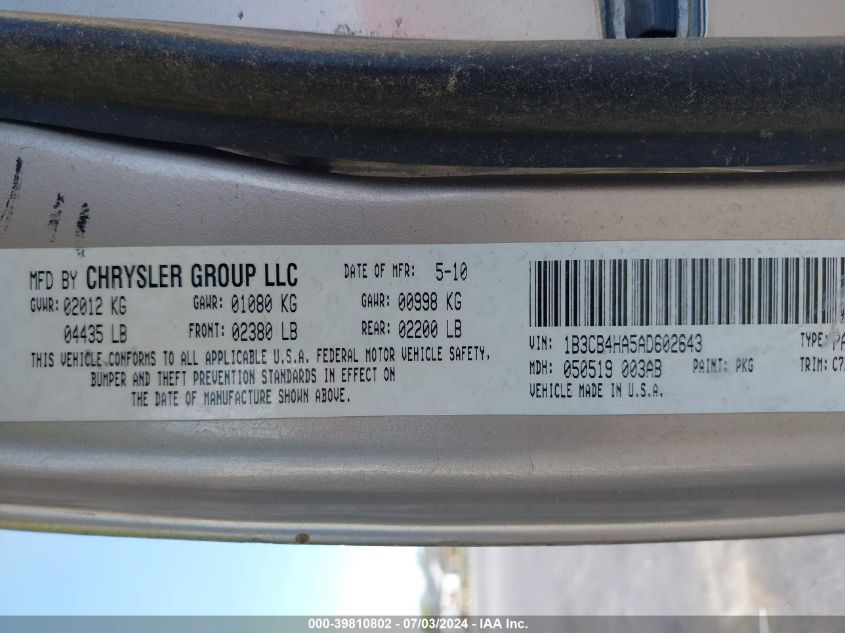 MFD BY CHRYSLER GROUP LLC DATE OF MFR: 5-10
GVWR: 02012 KG GAWR: 01080 KG GAWR: 00998 KG
04435 LB FRONT: 02380 LB REAR: 02200 LB
THIS VEHICLE CONFORMS TO ALL APPLICABLE U.S.A. FEDERAL MOTOR VEHICLE SAFETY,
BUMPER AND THEFT PREVENTION STANDARDS IN EFFECT ON
THE DATE OF MANUFACTURE SHOWN ABOVE.
VIN: 1B3CB4HA5AD602643 TYPE:
MDH: 050519 003AB PAINT: PKG TRIM:
VEHICLE MADE IN U.S.A.
000-39810802 - 07/03/2024 - IAA Inc.